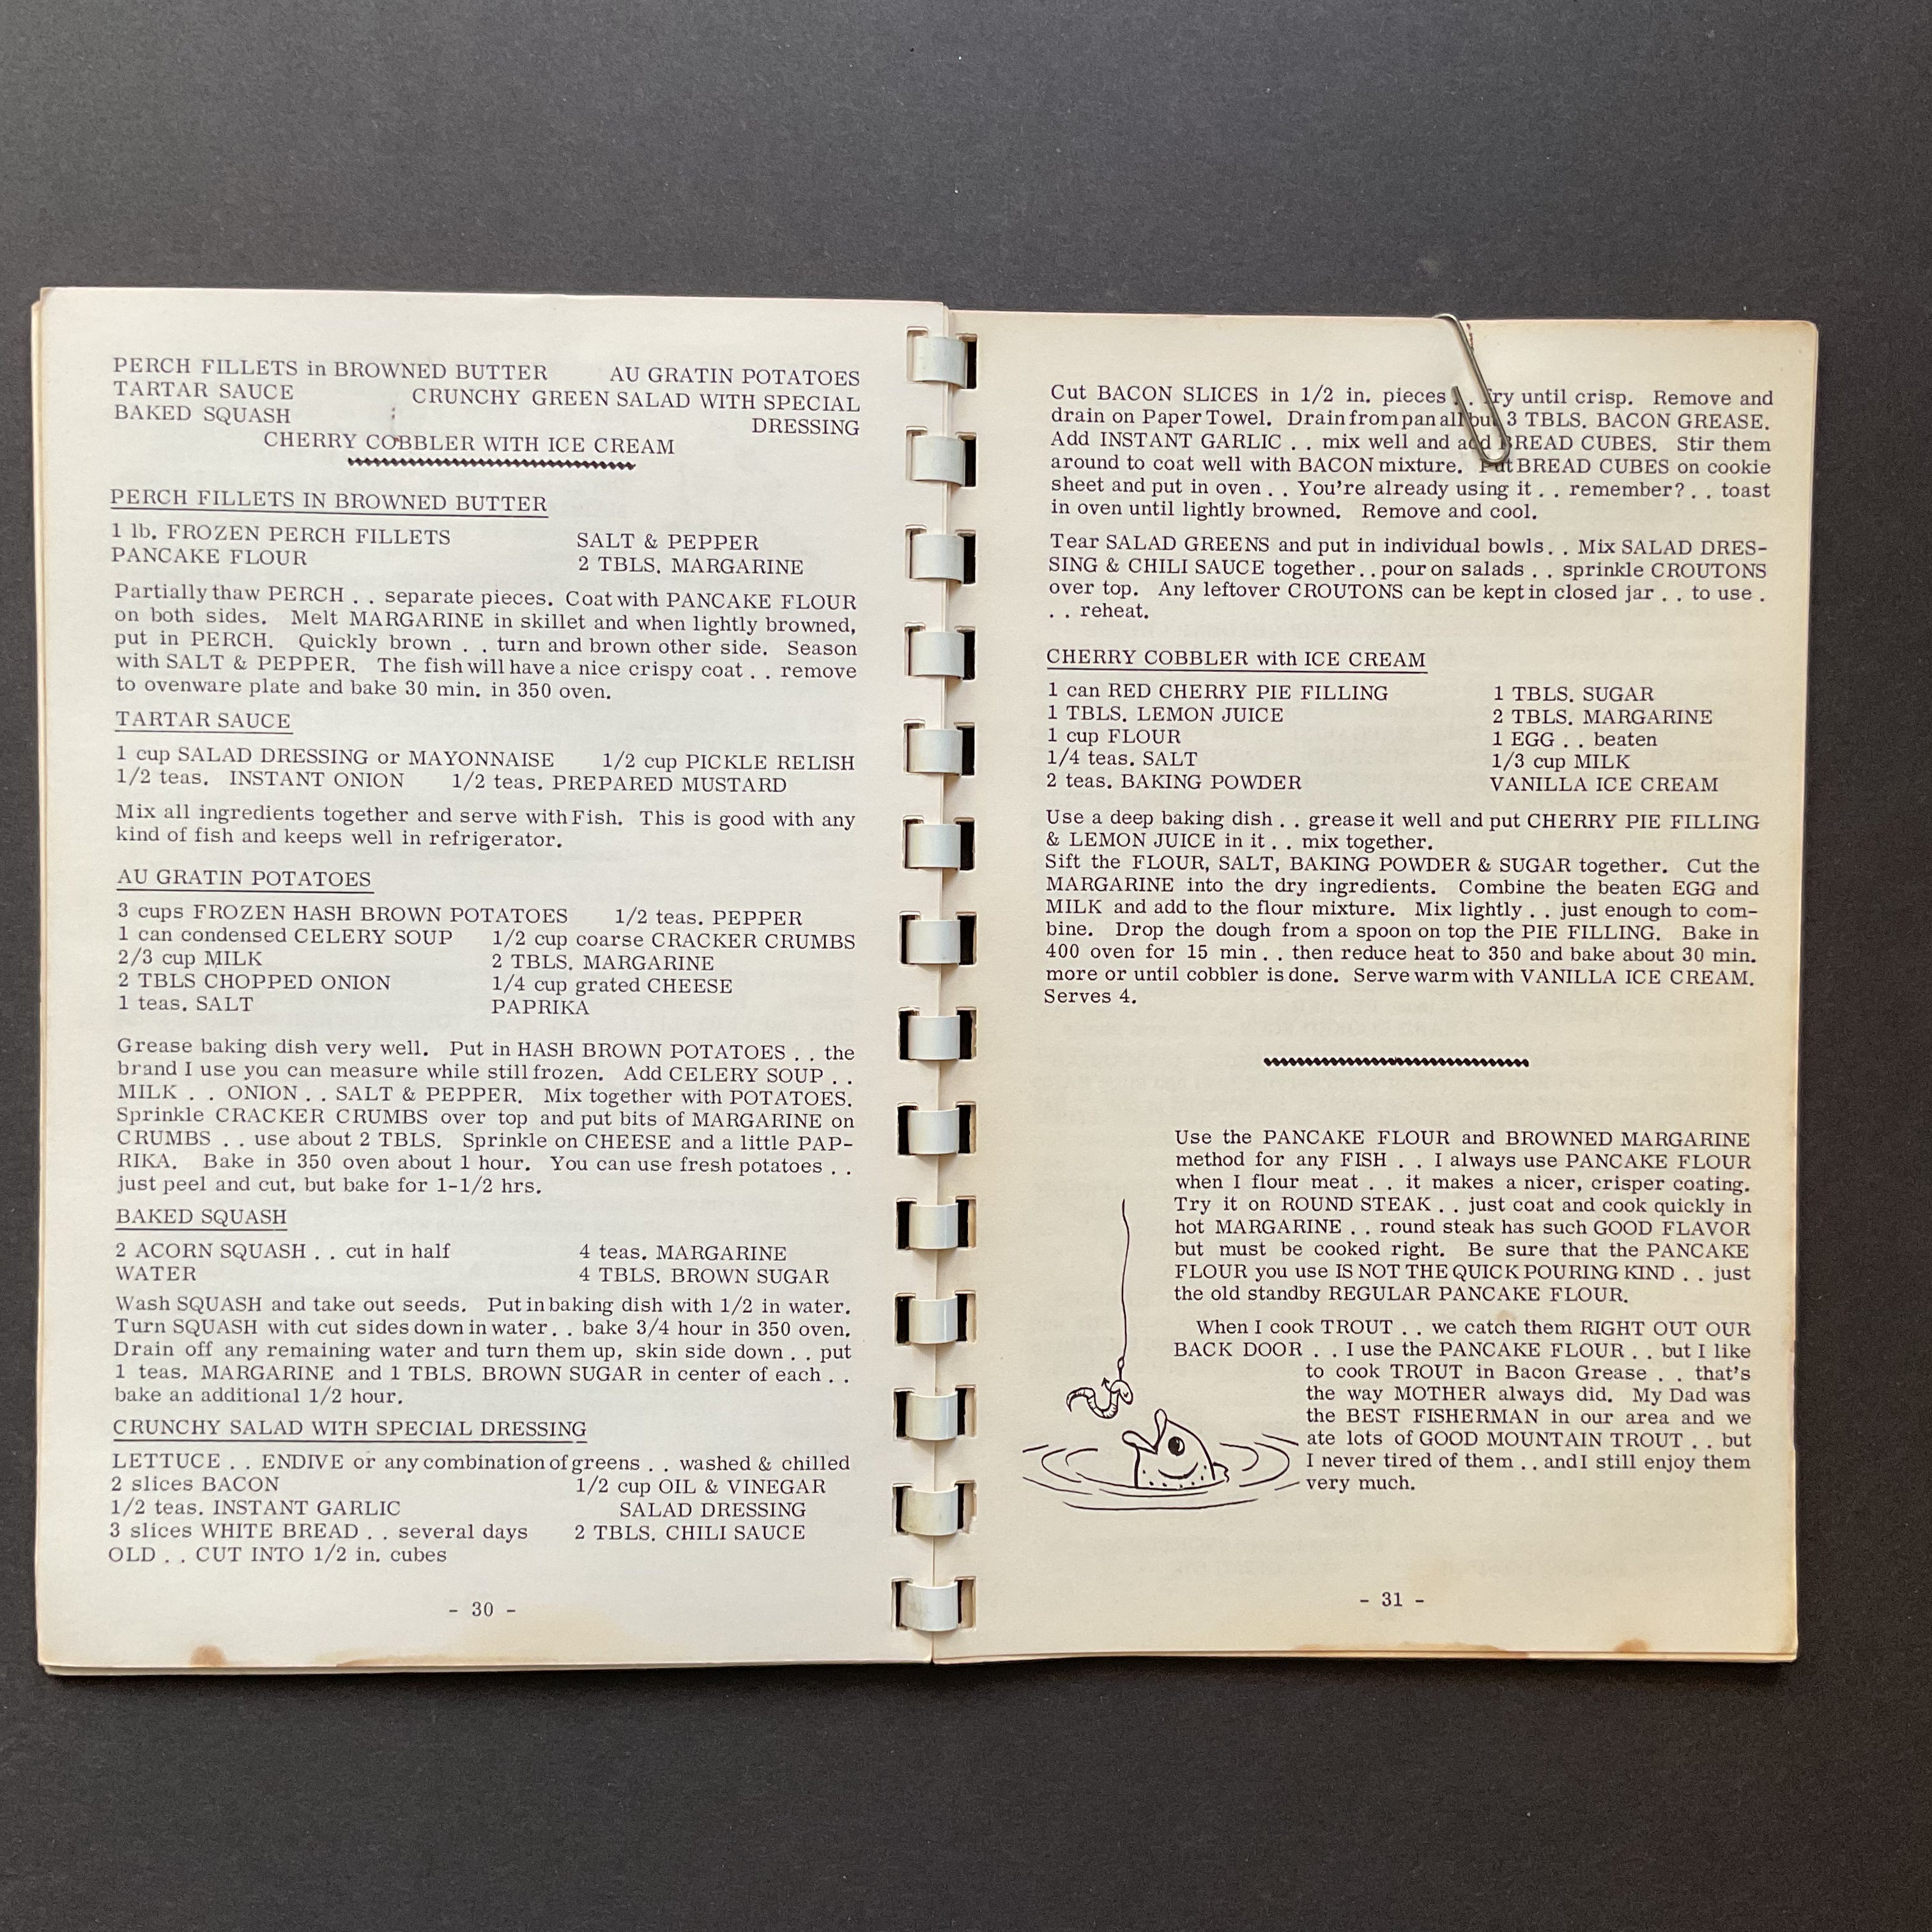 PERCH FILLETS in BROWNED BUTTER AU GRATIN POTATOES
TARTAR SAUCE CRUNCHY GREEN SALAD WITH SPECIAL
BAKED SQUASH DRESSING
CHERRY COBBLER WITH ICE CREAM
PERCH FILLETS IN BROWNED BUTTER
1 lb. FROZEN PERCH FILLETS SALT & PEPPER
PANCAKE FLOUR 2 TBLS. MARGARINE
Partially thaw PERCH . . separate pieces. Coat with PANCAKE FLOUR
on both sides. Melt MARGARINE in skillet and when lightly browned,
put in PERCH. Quickly brown . . turn and brown other side. Season
with SALT & PEPPER. The fish will have a nice crispy coat . . remove
to ovenware plate and bake 30 min. in 350 oven.
TARTAR SAUCE
1 cup SALAD DRESSING or MAYONNAISE 1/2 cup PICKLE RELISH
1/2 teas. INSTANT ONION 1/2 teas. PREPARED MUSTARD
Mix all ingredients together and serve with Fish. This is good with any
kind of fish and keeps well in refrigerator.
AU GRATIN POTATOES
3 cups FROZEN HASH BROWN POTATOES 1/2 teas. PEPPER
1 can condensed CELERY SOUP 1/2 cup coarse CRACKER CRUMBS
2/3 cup MILK 2 TBLS. MARGARINE
2 TBLS CHOPPED ONION 1/4 cup grated CHEESE
1 teas. SALT PAPRIKA
Grease baking dish very well. Put in HASH BROWN POTATOES . . the
brand I use you can measure while still frozen. Add CELERY SOUP . .
MILK . . ONION . . SALT & PEPPER. Mix together with POTATOES.
Sprinkle CRACKER CRUMBS over top and put bits of MARGARINE on
CRUMBS . . use about 2 TBLS. Sprinkle on CHEESE and a little PAP-
RIKA. Bake in 350 oven about 1 hour. You can use fresh potatoes . .
just peel and cut, but bake for 1-1/2 hrs.
BAKED SQUASH
2 ACORN SQUASH . . cut in half 4 teas. MARGARINE
WATER 4 TBLS. BROWN SUGAR
Wash SQUASH and take out seeds. Put in baking dish with 1/2 in water.
Turn SQUASH with cut sides down in water . . bake 3/4 hour in 350 oven.
Drain off any remaining water and turn them up, skin side down . . put
1 teas. MARGARINE and 1 TBLS. BROWN SUGAR in center of each . .
bake an additional 1/2 hour.
CRUNCHY SALAD WITH SPECIAL DRESSING
LETTUCE . . ENDIVE or any combination of greens . . washed & chilled
2 slices BACON 1/2 cup OIL & VINEGAR
1/2 teas. INSTANT GARLIC SALAD DRESSING
3 slices WHITE BREAD . . several days 2 TBLS. CHILI SAUCE
OLD . . CUT INTO 1/2 in. cubes
- 30 -
Cut BACON SLICES in 1/2 in. pieces . . fry until crisp. Remove and
drain on Paper Towel. Drain from pan all but 3 TBLS. BACON GREASE.
Add INSTANT GARLIC . . mix well and add BREAD CUBES. Stir them
around to coat well with BACON mixture. Put BREAD CUBES on cookie
sheet and put in oven . . You're already using it . . remember? . . toast
in oven until lightly browned. Remove and cool.
Tear SALAD GREENS and put in individual bowls . . Mix SALAD DRES-
SING & CHILI SAUCE together . . pour on salads . . sprinkle CROUTONS
over top. Any leftover CROUTONS can be kept in closed jar . . to use .
. . reheat.
CHERRY COBBLER with ICE CREAM
1 can RED CHERRY PIE FILLING 1 TBLS. SUGAR
1 TBLS. LEMON JUICE 2 TBLS. MARGARINE
1 cup FLOUR 1 EGG . . beaten
1/4 teas. SALT 1/3 cup MILK
2 teas. BAKING POWDER VANILLA ICE CREAM
Use a deep baking dish . . grease it well and put CHERRY PIE FILLING
& LEMON JUICE in it . . mix together.
Sift the FLOUR, SALT, BAKING POWDER & SUGAR together. Cut the
MARGARINE into the dry ingredients. Combine the beaten EGG and
MILK and add to the flour mixture. Mix lightly . . just enough to com-
bine. Drop the dough from a spoon on top the PIE FILLING. Bake in
400 oven for 15 min . . then reduce heat to 350 and bake about 30 min.
more or until cobbler is done. Serve warm with VANILLA ICE CREAM.
Serves 4.
Use the PANCAKE FLOUR and BROWNED MARGARINE
method for any FISH . . I always use PANCAKE FLOUR
when I flour meat . . it makes a nicer, crisper coating.
Try it on ROUND STEAK . . just coat and cook quickly in
hot MARGARINE . . round steak has such GOOD FLAVOR
but must be cooked right. Be sure that the PANCAKE
FLOUR you use IS NOT THE QUICK POURING KIND . . just
the old standby REGULAR PANCAKE FLOUR.
When I cook TROUT . . we catch them RIGHT OUT OUR
BACK DOOR . . I use the PANCAKE FLOUR . . but I like
to cook TROUT in Bacon Grease . . that's
the way MOTHER always did. My Dad was
the BEST FISHERMAN in our area and we
ate lots of GOOD MOUNTAIN TROUT . . but
I never tired of them . . and I still enjoy them
very much.
- 31 -